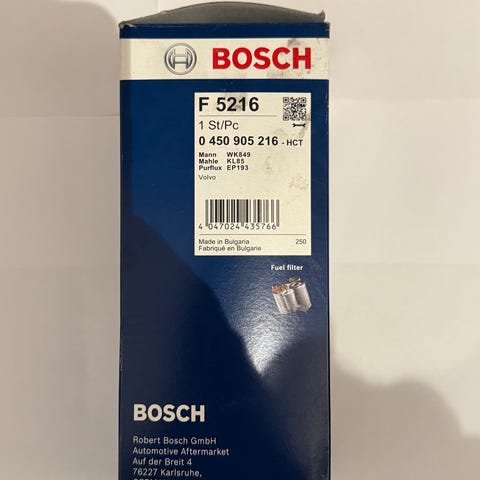 BOSCH
F 5216
1 St/Pc
0 450 905 216 - HCT
Mann WK849
Mahle KL85
Purflux EP193
Volvo
4 047024 435766
Made in Bulgaria 250
Fabriqué en Bulgarie
Fuel filter
BOSCH
Robert Bosch GmbH
Automotive Aftermarket
Auf der Breit 4
76227 Karlsruhe,